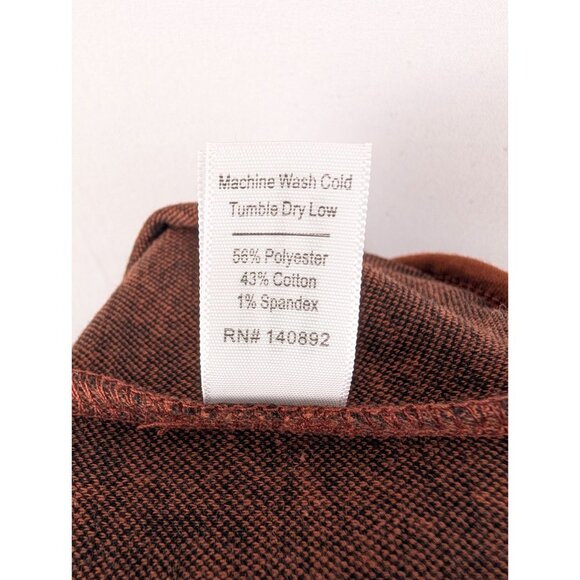 Machine Wash Cold
Tumble Dry Low
56% Polyester
43% Cotton
1% Spandex
RN# 140892